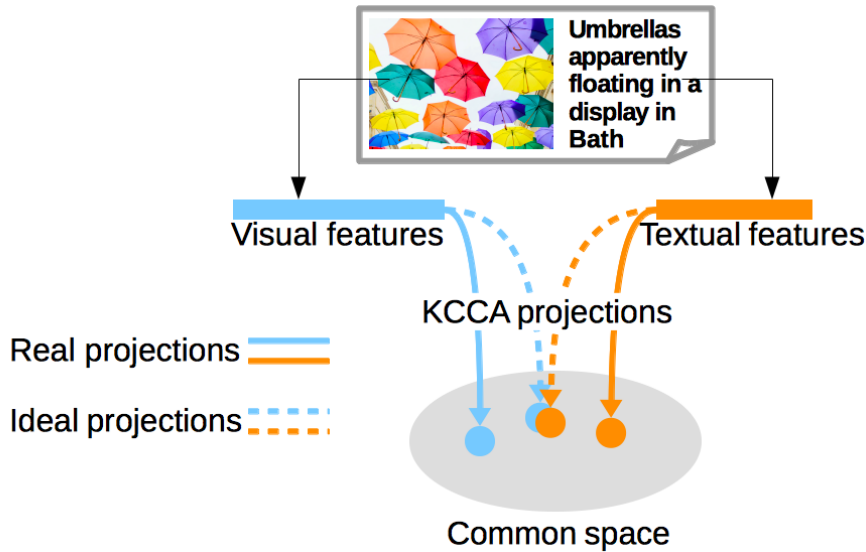 Umbrellas
apparently
floating in a
display in
Bath
Visual features
Textual features
KCCA projections
Real projections
Ideal projections
Common space